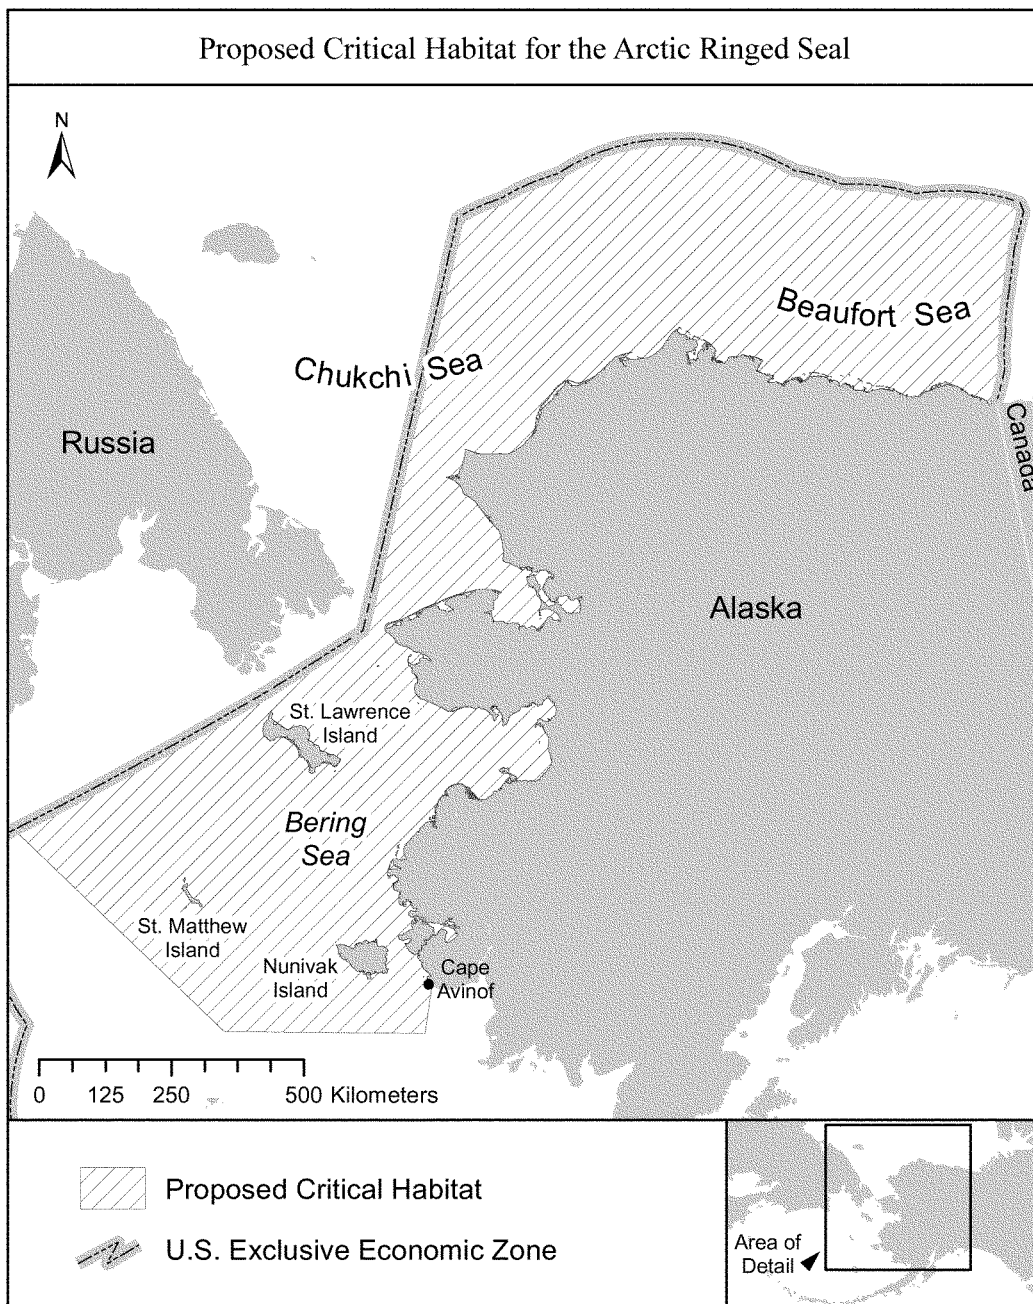 Proposed Critical Habitat for the Arctic Ringed Seal
N
Beaufort Sea
Chukchi Sea
Russia
Canada
Alaska
St. Lawrence
Island
Bering
Sea
St. Matthew
Island
Nunivak
Island
Cape
Avinof
0 125 250 500 Kilometers
Proposed Critical Habitat
U.S. Exclusive Economic Zone
Area of
Detail